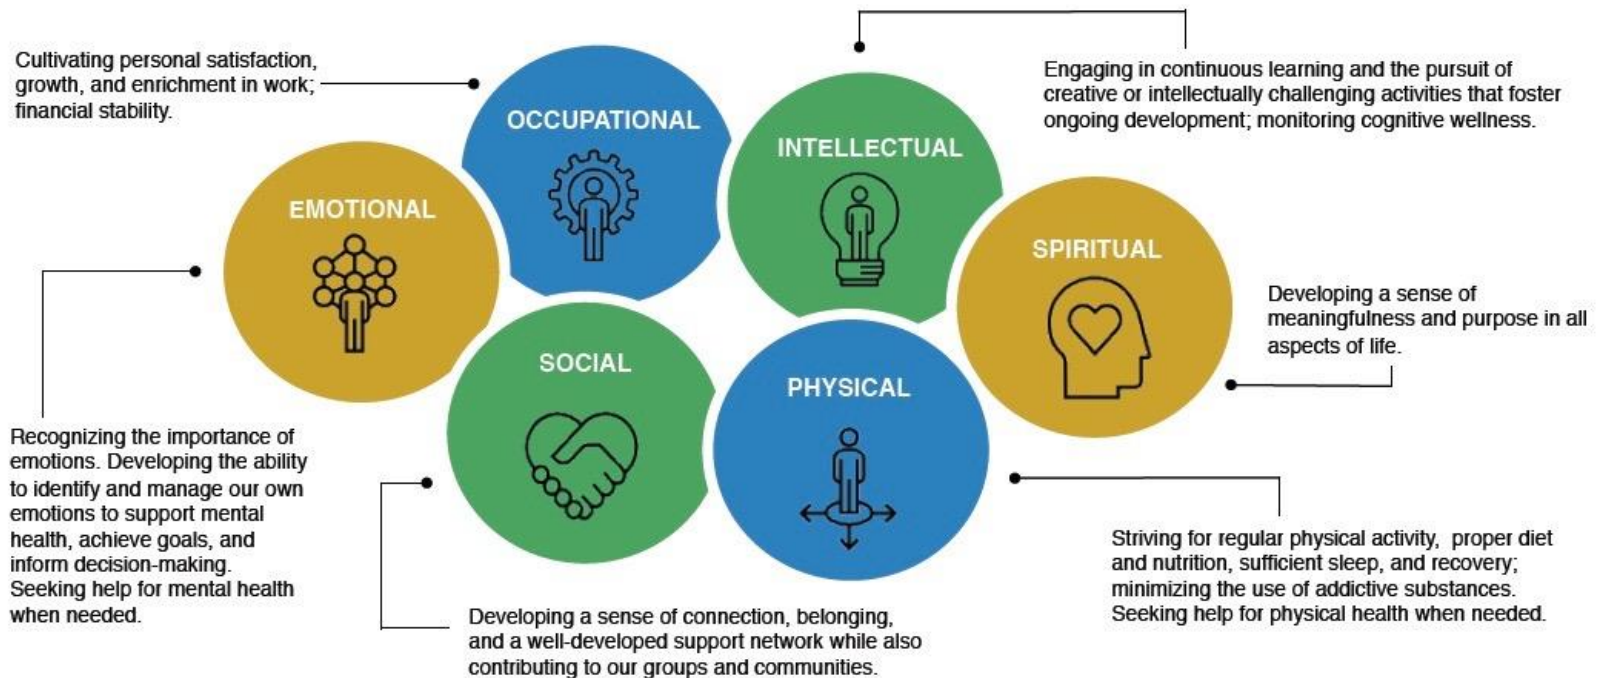 Cultivating personal satisfaction,
growth, and enrichment in work;
financial stability.
OCCUPATIONAL
INTELLECTUAL
Engaging in continuous learning and the pursuit of
creative or intellectually challenging activities that foster
ongoing development; monitoring cognitive wellness.
EMOTIONAL
SPIRITUAL
Developing a sense of
meaningfulness and purpose in all
aspects of life.
SOCIAL
PHYSICAL
Recognizing the importance of
emotions. Developing the ability
to identify and manage our own
emotions to support mental
health, achieve goals, and
inform decision-making.
Seeking help for mental health
when needed.
Developing a sense of connection, belonging,
and a well-developed support network while also
contributing to our groups and communities.
Striving for regular physical activity, proper diet
and nutrition, sufficient sleep, and recovery;
minimizing the use of addictive substances.
Seeking help for physical health when needed.